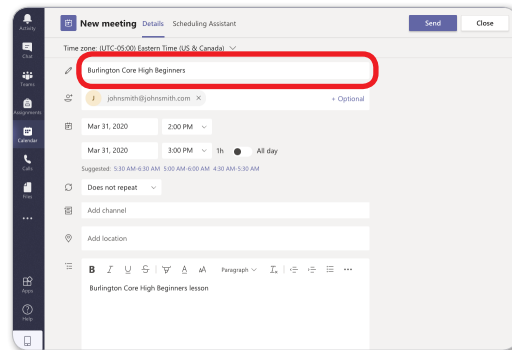 Activity
Chat
Teams
Assignments
Calendar
Calls
Files
Apps
Help
New meeting Details Scheduling Assistant Send Close
Time zone: (UTC-05:00) Eastern Time (US & Canada)
Burlington Core High Beginners
J johnsmith@johnsmith.com × + Optional
Mar 31, 2020 2:00 PM
Mar 31, 2020 3:00 PM 1h All day
Suggested: 5:30 AM-6:30 AM 5:00 AM-6:00 AM 4:30 AM-5:30 AM
Does not repeat
Add channel
Add location
B I U S A AA Paragraph
Burlington Core High Beginners lesson